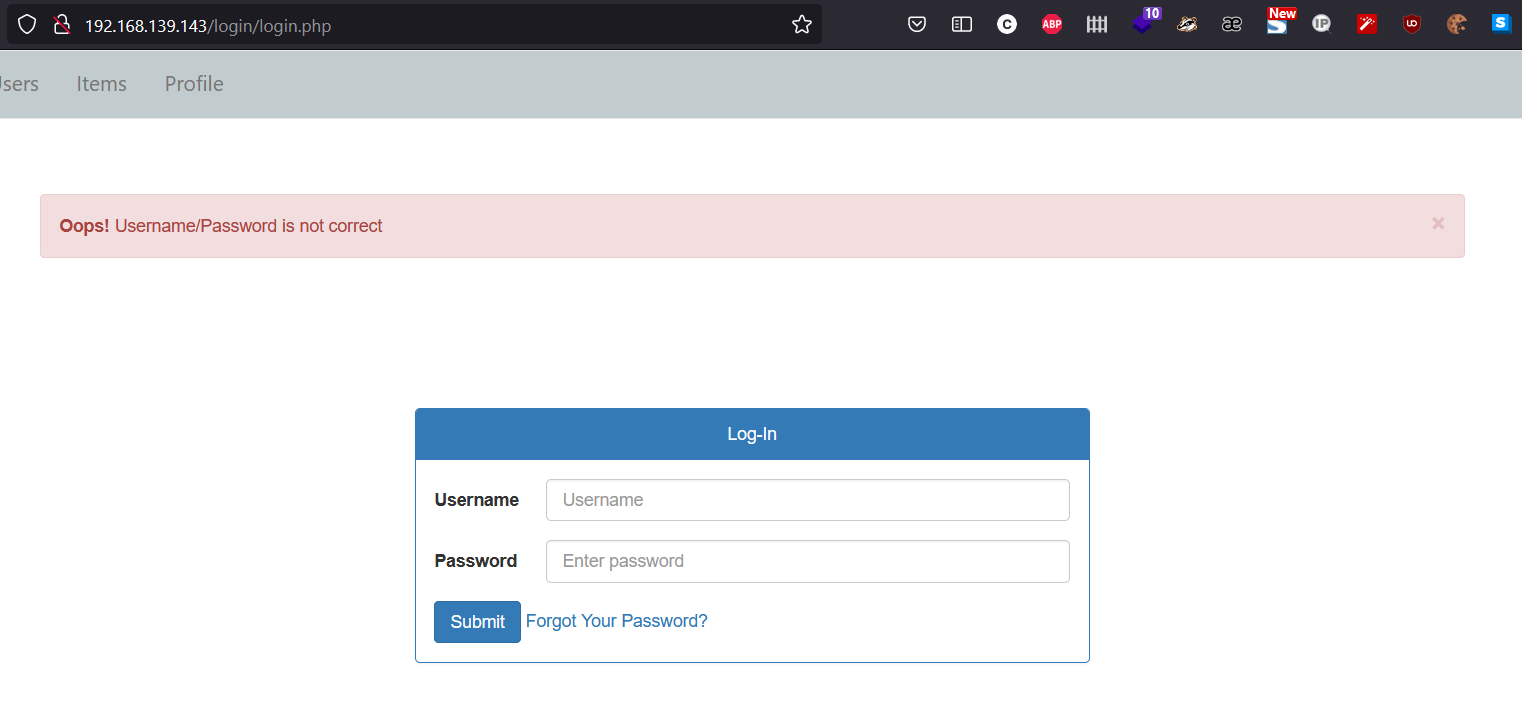 192.168.139.143/login/login.php
C ABP 10 æ New S IP UD S
Items Profile
Oops! Username/Password is not correct ×
Log-In
Username Username
Password Enter password
Submit Forgot Your Password?